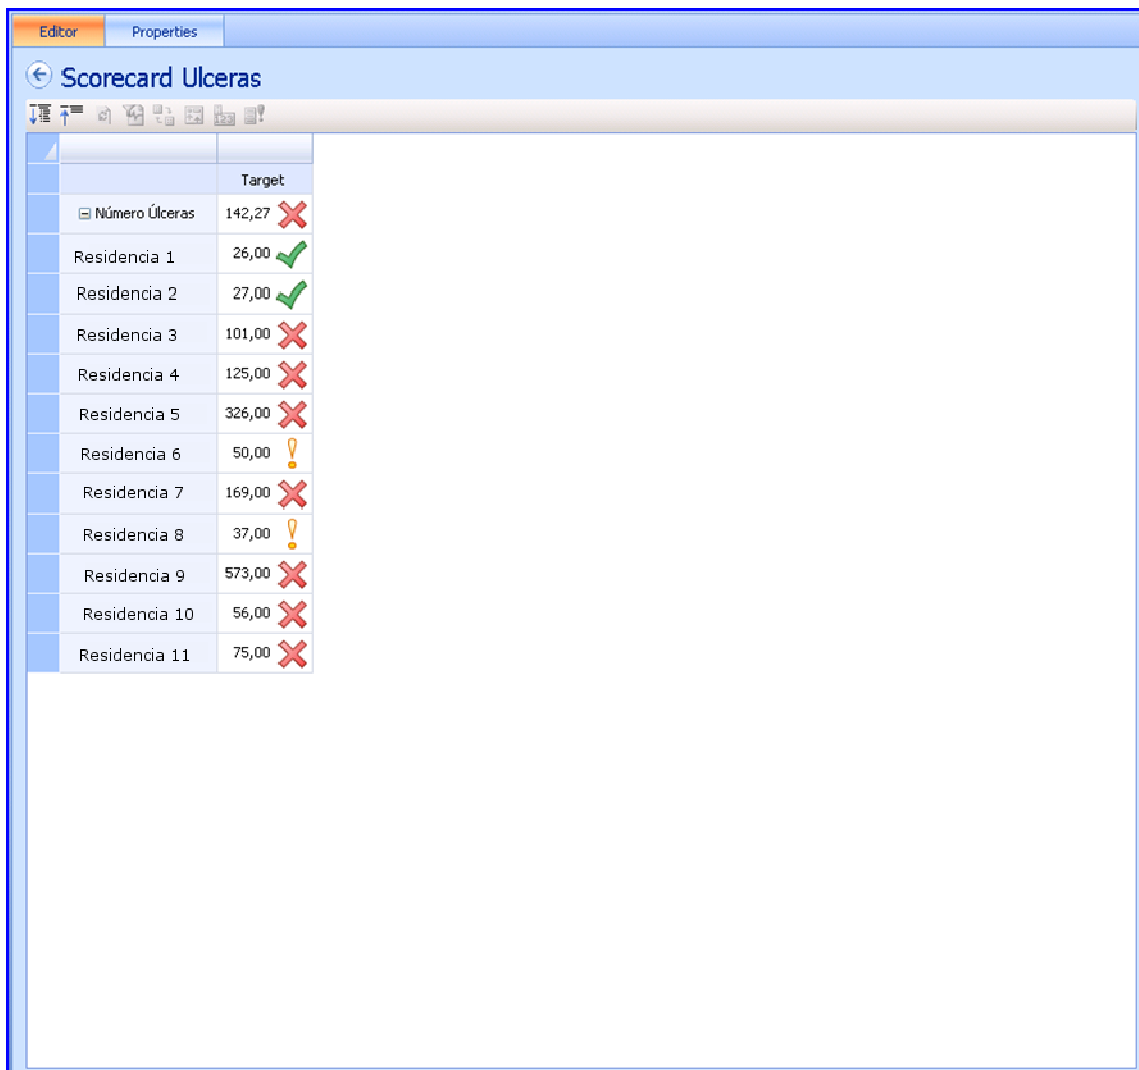 Editor Properties
Scorecard Ulceras
Target
Número Úlceras 142,27
Residencia 1 26,00
Residencia 2 27,00
Residencia 3 101,00
Residencia 4 125,00
Residencia 5 326,00
Residencia 6 50,00
Residencia 7 169,00
Residencia 8 37,00
Residencia 9 573,00
Residencia 10 56,00
Residencia 11 75,00